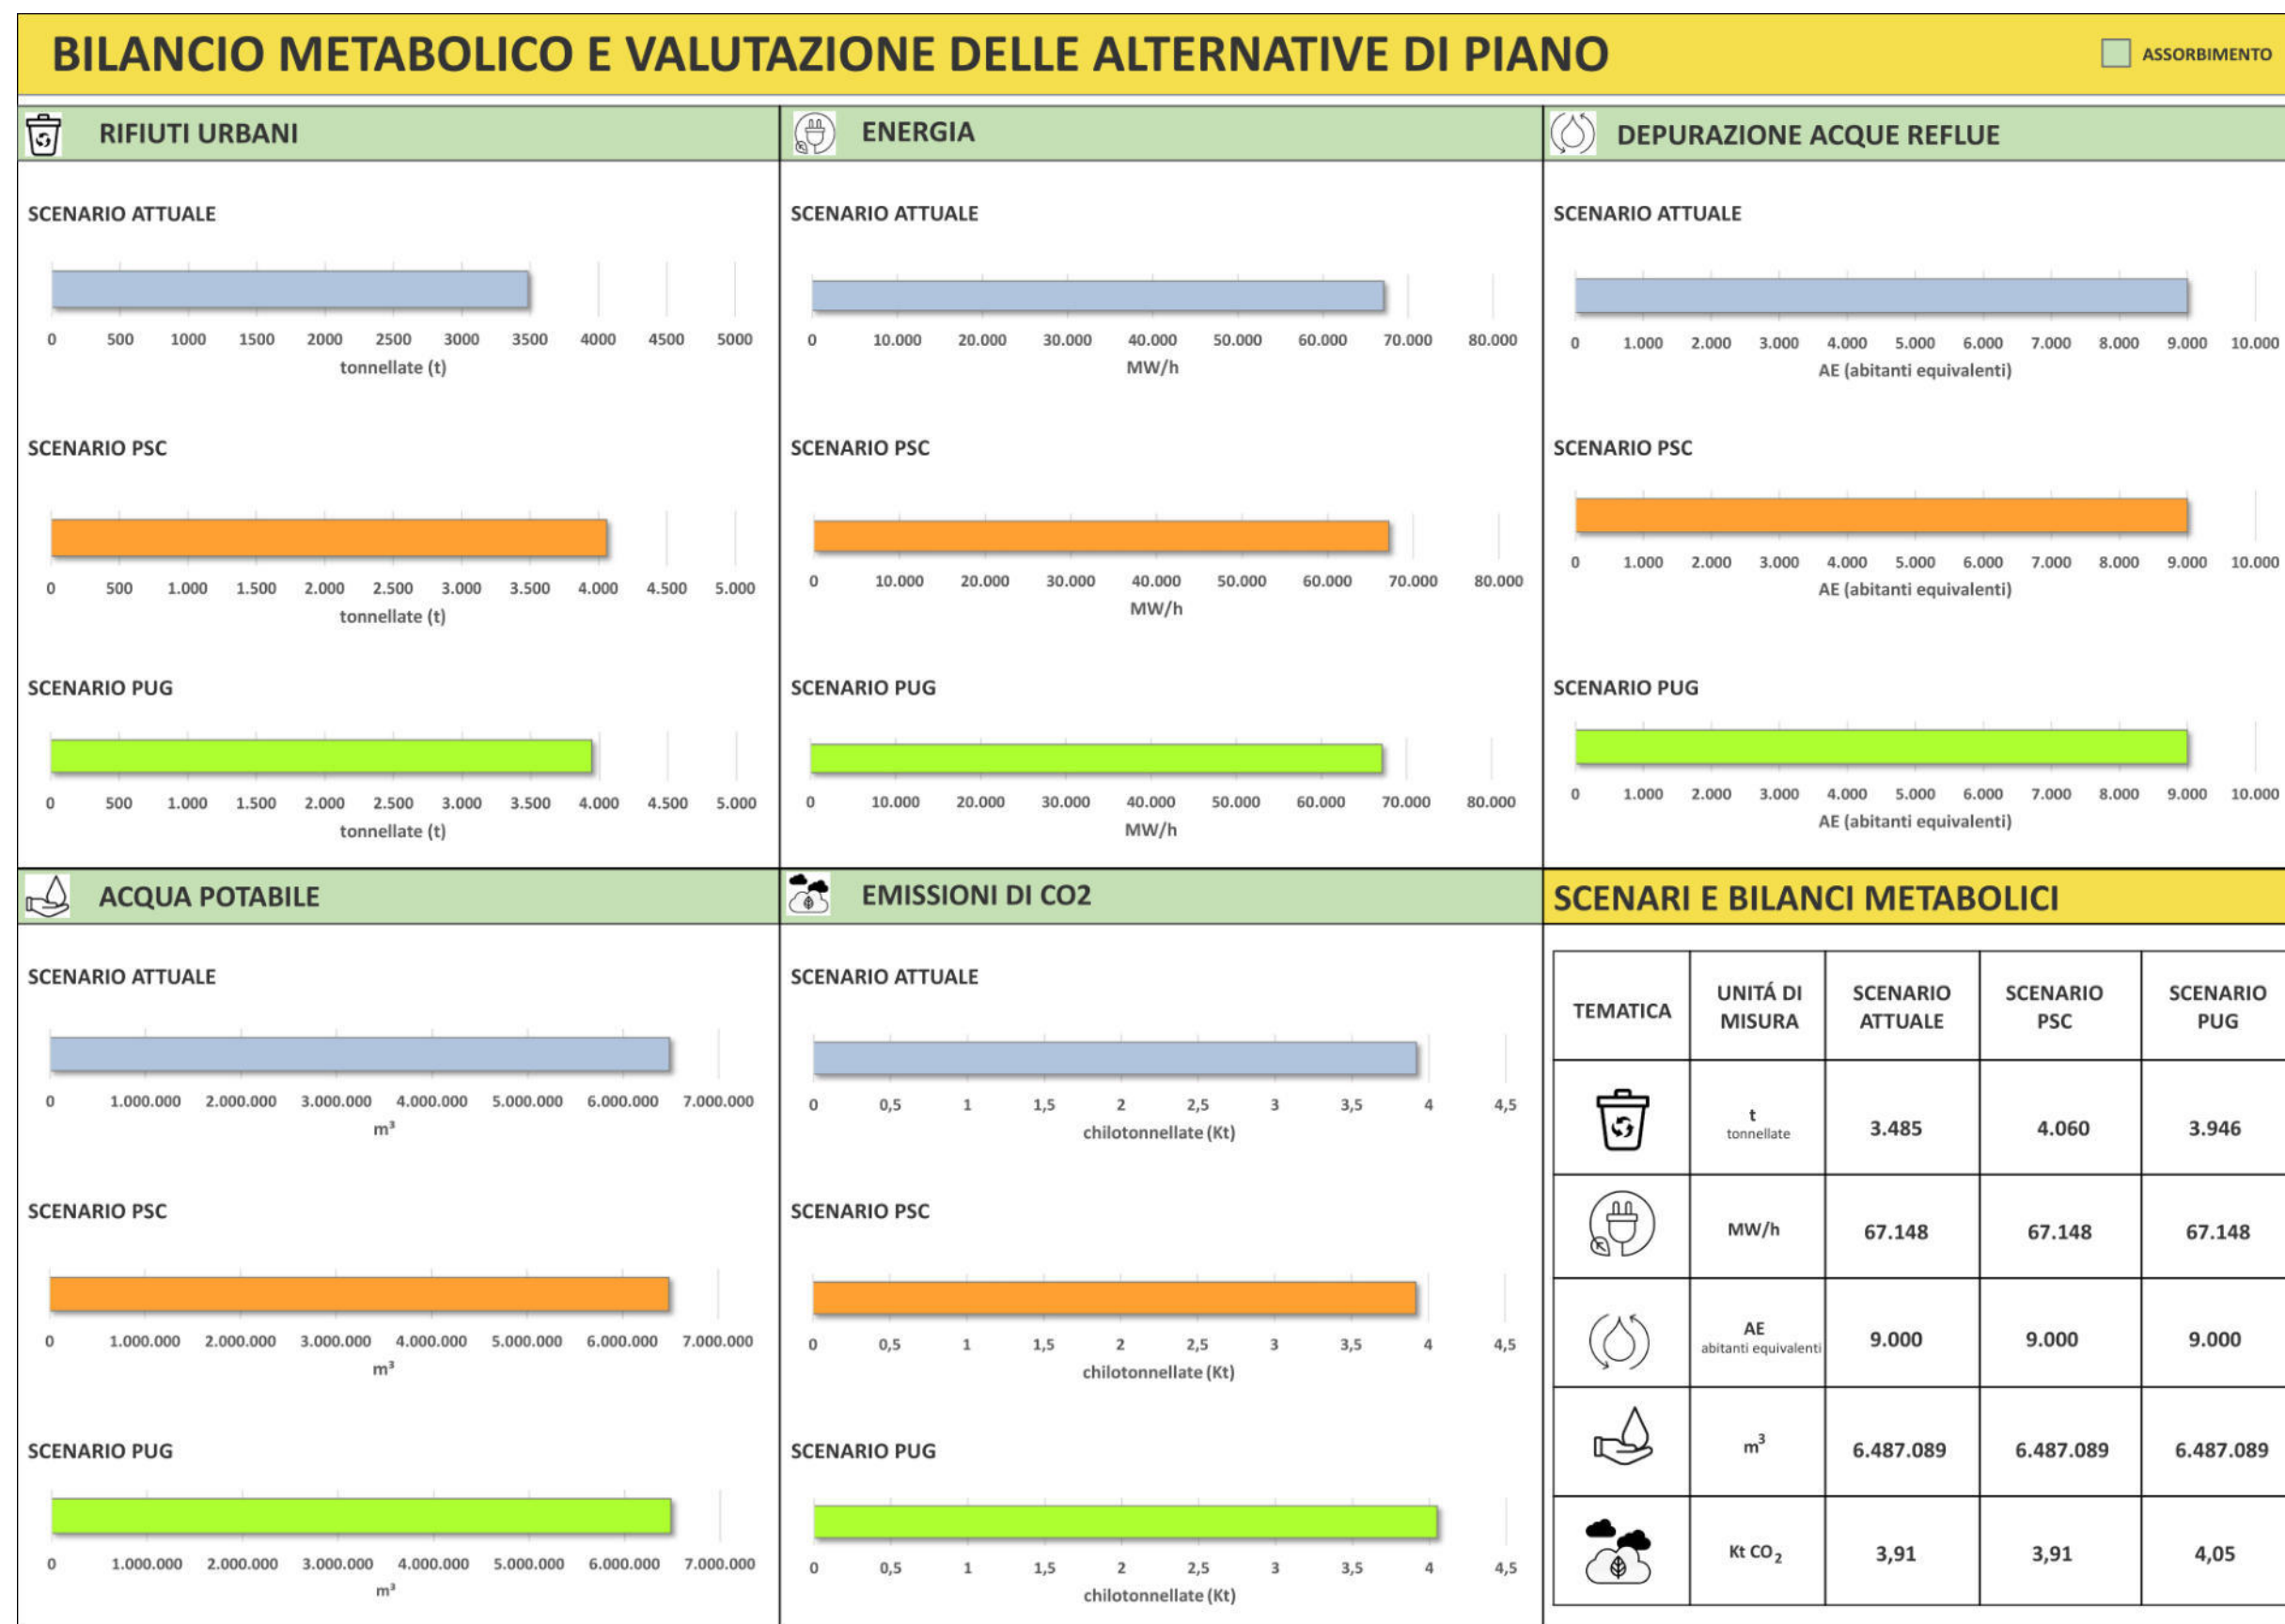 BILANCIO METABOLICO E VALUTAZIONE DELLE ALTERNATIVE DI PIANO
ASSORBIMENTO
RIFIUTI URBANI
SCENARIO ATTUALE
0 500 1000 1500 2000 2500 3000 3500 4000 4500 5000
tonnellate (t)
SCENARIO PSC
0 500 1.000 1.500 2.000 2.500 3.000 3.500 4.000 4.500 5.000
tonnellate (t)
SCENARIO PUG
0 500 1.000 1.500 2.000 2.500 3.000 3.500 4.000 4.500 5.000
tonnellate (t)
ENERGIA
SCENARIO ATTUALE
0 10.000 20.000 30.000 40.000 50.000 60.000 70.000 80.000
MW/h
SCENARIO PSC
0 10.000 20.000 30.000 40.000 50.000 60.000 70.000 80.000
MW/h
SCENARIO PUG
0 10.000 20.000 30.000 40.000 50.000 60.000 70.000 80.000
MW/h
DEPURAZIONE ACQUE REFLUE
SCENARIO ATTUALE
0 1.000 2.000 3.000 4.000 5.000 6.000 7.000 8.000 9.000 10.000
AE (abitanti equivalenti)
SCENARIO PSC
0 1.000 2.000 3.000 4.000 5.000 6.000 7.000 8.000 9.000 10.000
AE (abitanti equivalenti)
SCENARIO PUG
0 1.000 2.000 3.000 4.000 5.000 6.000 7.000 8.000 9.000 10.000
AE (abitanti equivalenti)
ACQUA POTABILE
SCENARIO ATTUALE
0 1.000.000 2.000.000 3.000.000 4.000.000 5.000.000 6.000.000 7.000.000
m³
SCENARIO PSC
0 1.000.000 2.000.000 3.000.000 4.000.000 5.000.000 6.000.000 7.000.000
m³
SCENARIO PUG
0 1.000.000 2.000.000 3.000.000 4.000.000 5.000.000 6.000.000 7.000.000
m³
EMISSIONI DI CO2
SCENARIO ATTUALE
0 0,5 1 1,5 2 2,5 3 3,5 4 4,5
chilotonnellate (Kt)
SCENARIO PSC
0 0,5 1 1,5 2 2,5 3 3,5 4 4,5
chilotonnellate (Kt)
SCENARIO PUG
0 0,5 1 1,5 2 2,5 3 3,5 4 4,5
chilotonnellate (Kt)
SCENARI E BILANCI METABOLICI
TEMATICA UNITÁ DI MISURA SCENARIO ATTUALE SCENARIO PSC SCENARIO PUG
t tonnellate 3.485 4.060 3.946
MW/h 67.148 67.148 67.148
AE abitanti equivalenti 9.000 9.000 9.000
m³ 6.487.089 6.487.089 6.487.089
Kt CO₂ 3,91 3,91 4,05